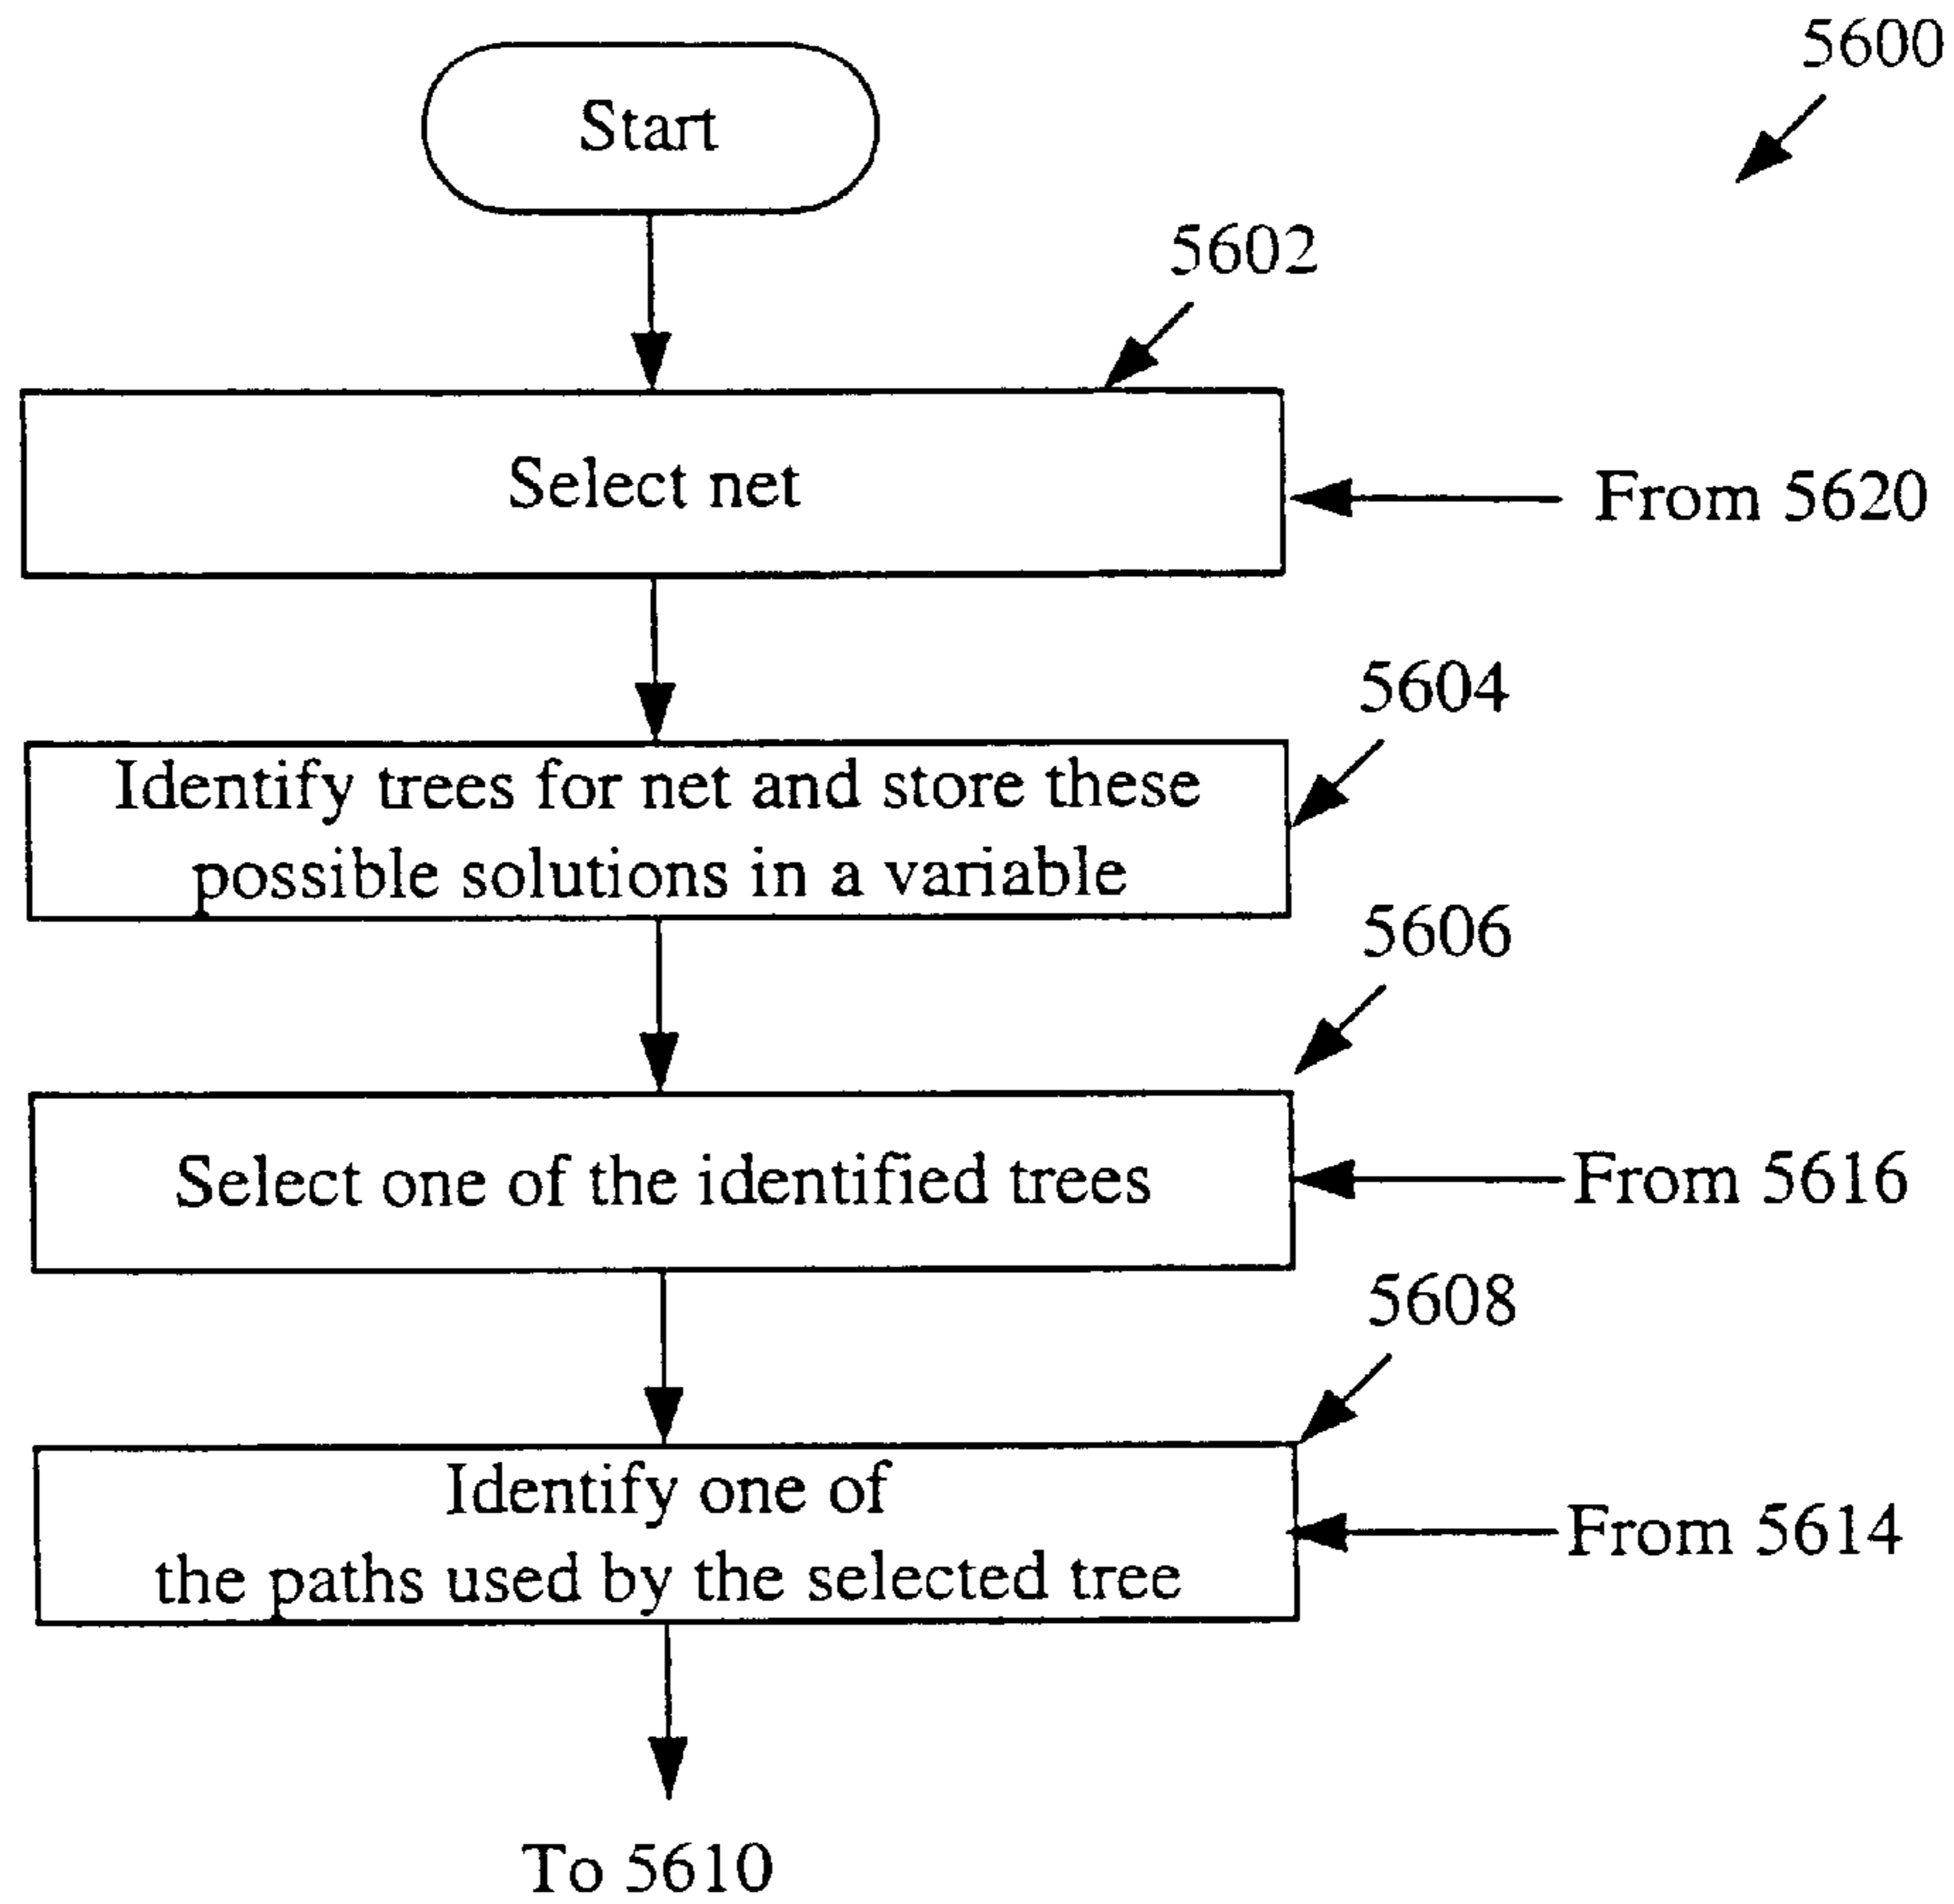 5600
Start
5602
Select net
From 5620
5604
Identify trees for net and store these
possible solutions in a variable
5606
Select one of the identified trees
From 5616
5608
Identify one of
the paths used by the selected tree
From 5614
To 5610